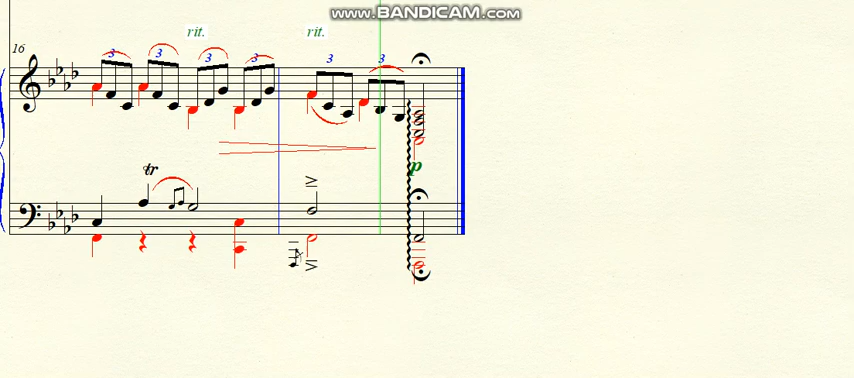 www.BANDICAM.com
rit. rit.
16
3 3 3 3 3 3
tr
p